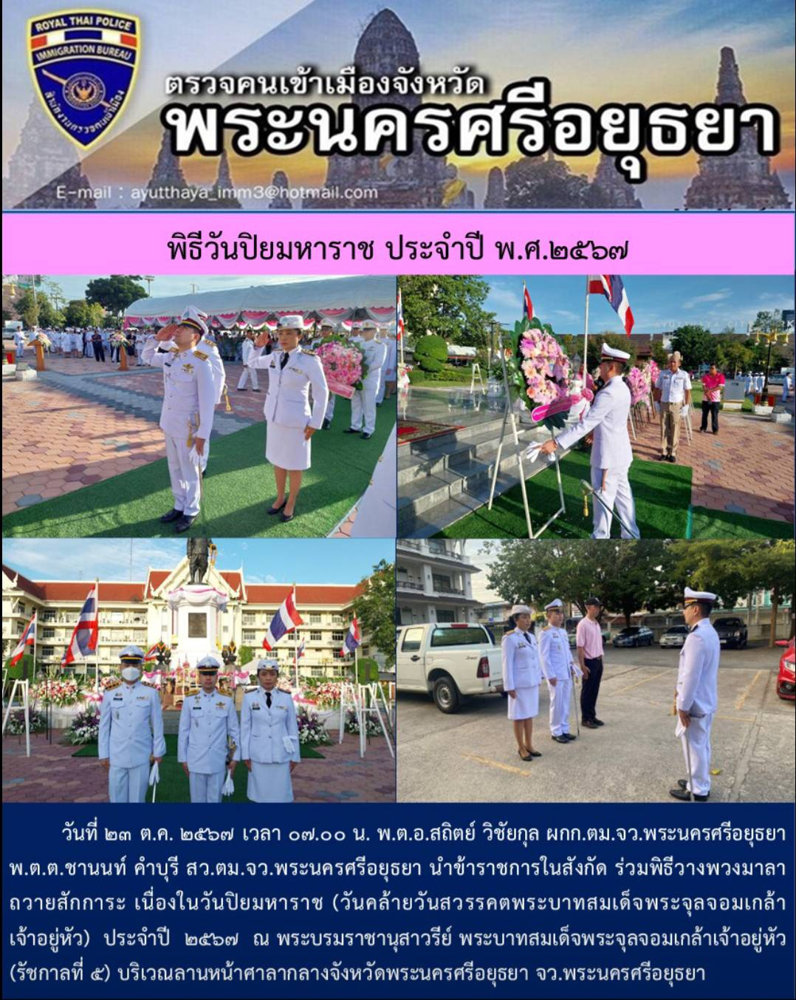 ROYAL THAI POLICE
IMMIGRATION BUREAU
สำนักงานตรวจคนเข้าเมือง
ตรวจคนเข้าเมืองจังหวัด
พระนครศรีอยุธยา
E-mail : ayutthaya_imm3@hotmail.com
พิธีวันปิยมหาราช ประจำปี พ.ศ.๒๕๖๗
วันที่ ๒๓ ต.ค. ๒๕๖๗ เวลา ๐๗.๐๐ น. พ.ต.อ.สถิตย์ วิชัยกุล ผกก.ตม.จว.พระนครศรีอยุธยา
พ.ต.ต.ชานนท์ คำบุรี สว.ตม.จว.พระนครศรีอยุธยา นำข้าราชการในสังกัด ร่วมพิธีวางพวงมาลา
ถวายสักการะ เนื่องในวันปิยมหาราช (วันคล้ายวันสวรรคตพระบาทสมเด็จพระจุลจอมเกล้า
เจ้าอยู่หัว) ประจำปี ๒๕๖๗ ณ พระบรมราชานุสาวรีย์ พระบาทสมเด็จพระจุลจอมเกล้าเจ้าอยู่หัว
(รัชกาลที่ ๕) บริเวณลานหน้าศาลากลางจังหวัดพระนครศรีอยุธยา จว.พระนครศรีอยุธยา